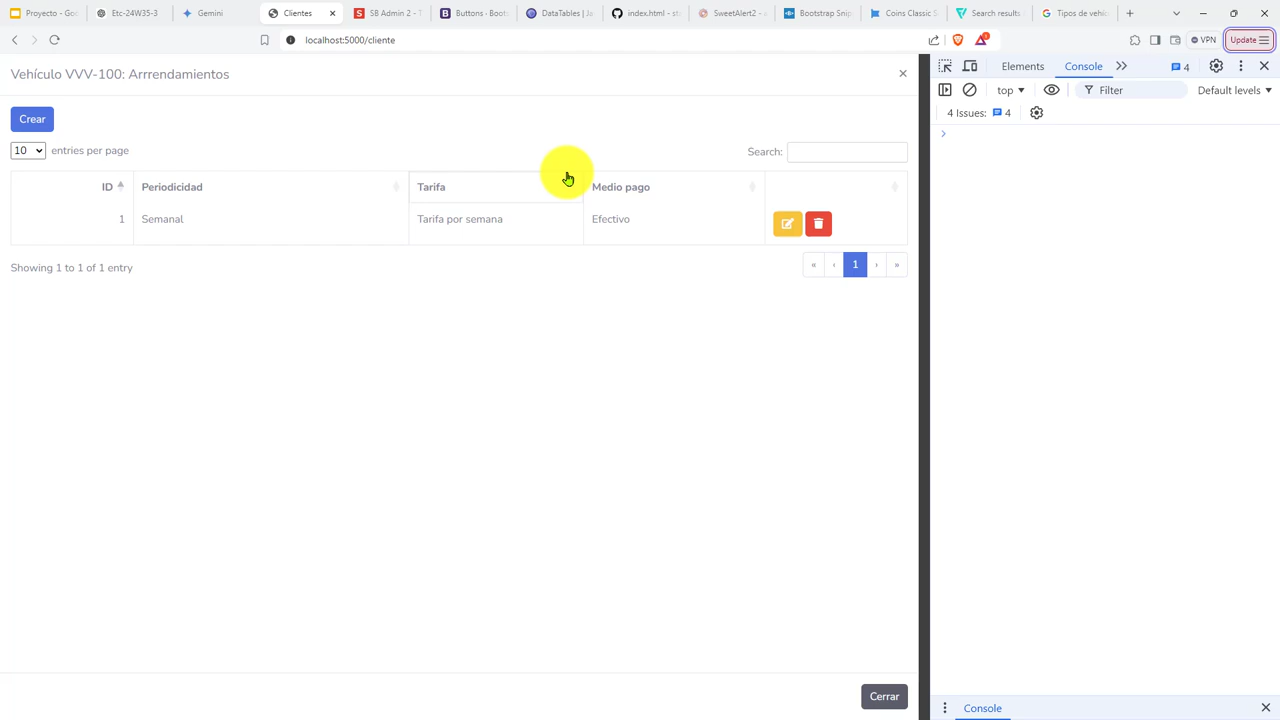 Proyecto - Goo
Etc-24W35-3
Gemini
Clientes
SB Admin 2 - T
Buttons · Boots
DataTables | Ja
index.html - sta
SweetAlert2 - a
Bootstrap Snip
Coins Classic S
Search results
Tipos de vehíc
localhost:5000/cliente
VPN
Update
Vehículo VVV-100: Arrrendamientos
Crear
10 entries per page
Search:
ID Periodicidad Tarifa Medio pago
1 Semanal Tarifa por semana Efectivo
Showing 1 to 1 of 1 entry
« ‹ 1 › »
Cerrar
Elements Console 4
top Filter Default levels
4 Issues: 4
Console